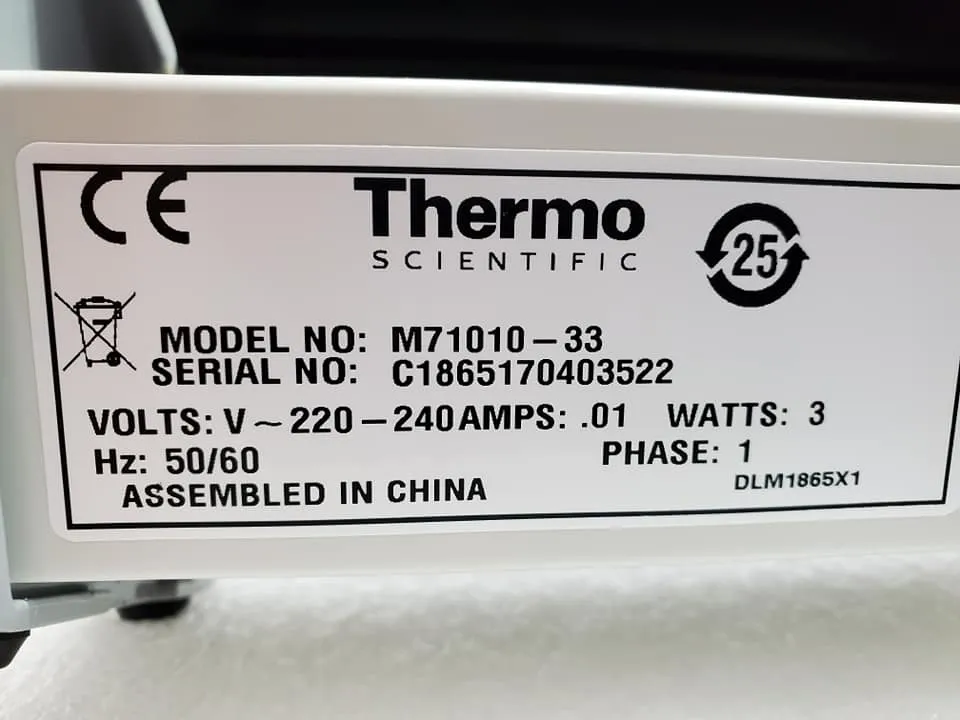 CE
Thermo
SCIENTIFIC
25
MODEL NO: M71010-33
SERIAL NO: C1865170403522
VOLTS: V ~ 220-240 AMPS: .01 WATTS: 3
Hz: 50/60 PHASE: 1
ASSEMBLED IN CHINA
DLM1865X1